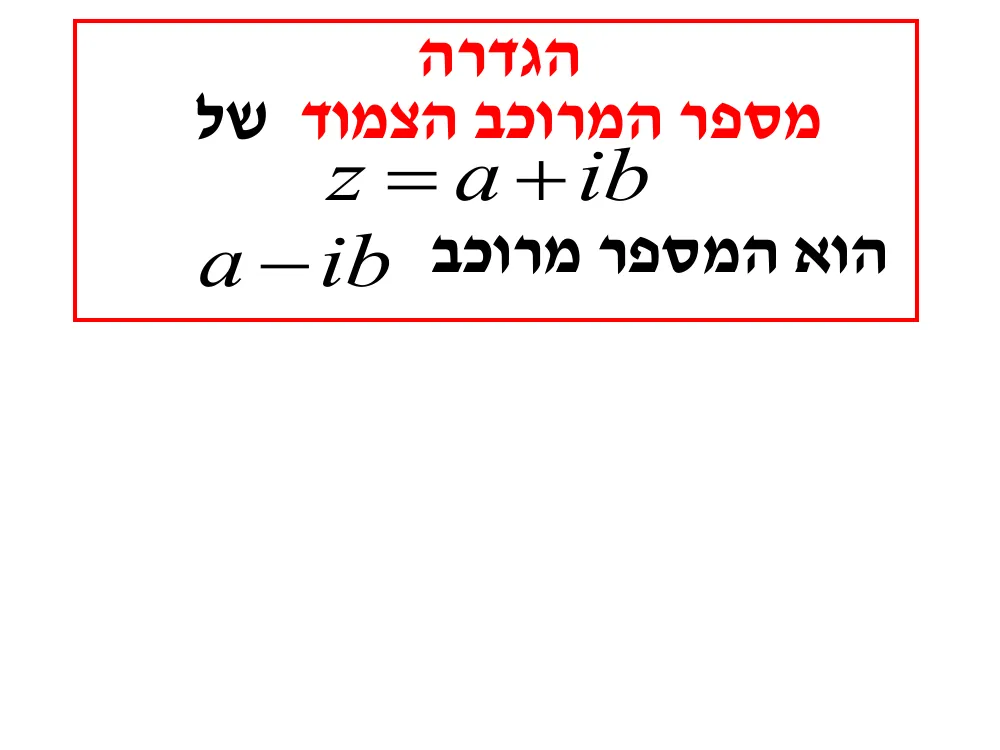 הגדרה
מספר המרוכב הצמוד של
z = a + ib
הוא המספר מרוכב a − ib